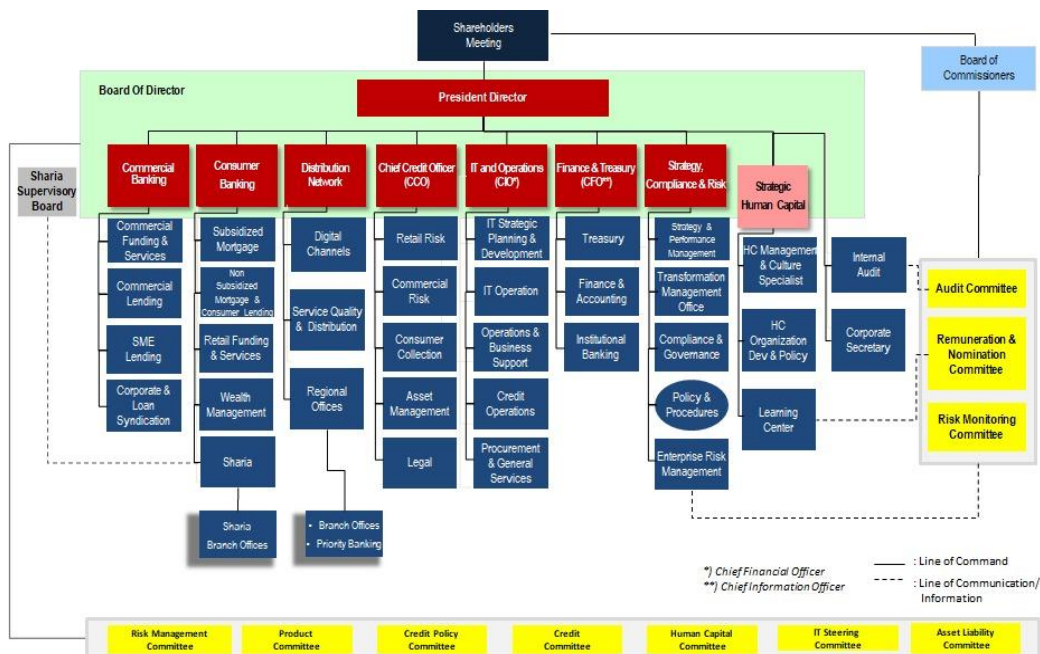 Shareholders
Meeting
Board of
Commissioners
Board Of Director
President Director
Sharia
Supervisory
Board
Commercial
Banking
Consumer
Banking
Distribution
Network
Chief Credit Officer
(CCO)
IT and Operations
(CIO*)
Finance & Treasury
(CFO**)
Strategy,
Compliance & Risk
Strategic
Human Capital
Commercial
Funding &
Services
Commercial
Lending
SME
Lending
Corporate &
Loan
Syndication
Subsidized
Mortgage
Non
Subsidized
Mortgage &
Consumer Lending
Retail Funding
& Services
Wealth
Management
Sharia
Sharia
Branch Offices
Digital
Channels
Service Quality
& Distribution
Regional
Offices
• Branch Offices
• Priority Banking
Retail Risk
Commercial
Risk
Consumer
Collection
Asset
Management
Legal
IT Strategic
Planning &
Development
IT Operation
Operations &
Business
Support
Credit
Operations
Procurement
& General
Services
Treasury
Finance &
Accounting
Institutional
Banking
Strategy &
Performance
Management
Transformation
Management
Office
Compliance &
Governance
Policy &
Procedures
Enterprise Risk
Management
HC Management
& Culture
Specialist
HC
Organization
Dev & Policy
Learning
Center
Internal
Audit
Corporate
Secretary
Audit Committee
Remuneration &
Nomination
Committee
Risk Monitoring
Committee
*) Chief Financial Officer
**) Chief Information Officer
: Line of Command
: Line of Communication/
Information
Risk Management
Committee
Product
Committee
Credit Policy
Committee
Credit
Committee
Human Capital
Committee
IT Steering
Committee
Asset Liability
Committee